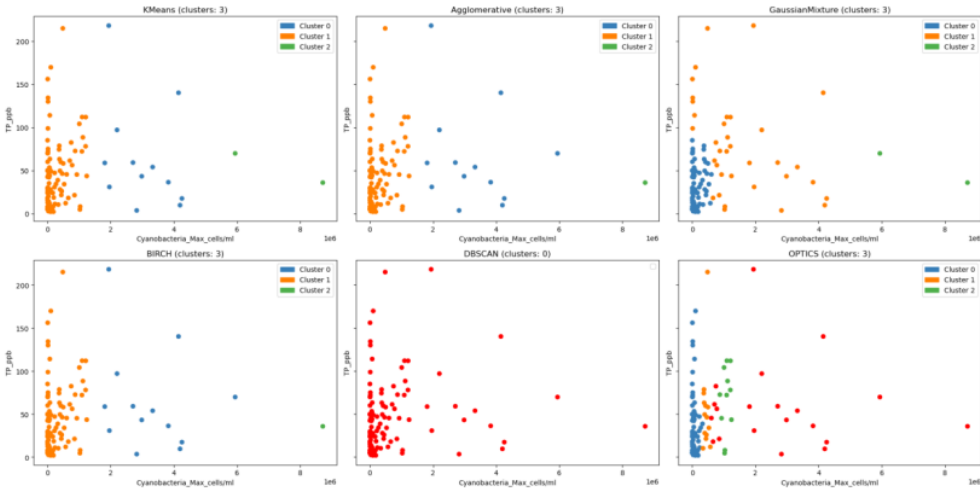 KMeans (clusters: 3)
Cluster 0
Cluster 1
Cluster 2
TP_ppb
200
150
100
50
0
0 2 4 6 8
1e6
Cyanobacteria_Max_cells/ml
Agglomerative (clusters: 3)
Cluster 0
Cluster 1
Cluster 2
TP_ppb
200
150
100
50
0
0 2 4 6 8
1e6
Cyanobacteria_Max_cells/ml
GaussianMixture (clusters: 3)
Cluster 0
Cluster 1
Cluster 2
TP_ppb
200
150
100
50
0
0 2 4 6 8
1e6
Cyanobacteria_Max_cells/ml
BIRCH (clusters: 3)
Cluster 0
Cluster 1
Cluster 2
TP_ppb
200
150
100
50
0
0 2 4 6 8
1e6
Cyanobacteria_Max_cells/ml
DBSCAN (clusters: 0)
TP_ppb
200
150
100
50
0
0 2 4 6 8
1e6
Cyanobacteria_Max_cells/ml
OPTICS (clusters: 3)
Cluster 0
Cluster 1
Cluster 2
TP_ppb
200
150
100
50
0
0 2 4 6 8
1e6
Cyanobacteria_Max_cells/ml